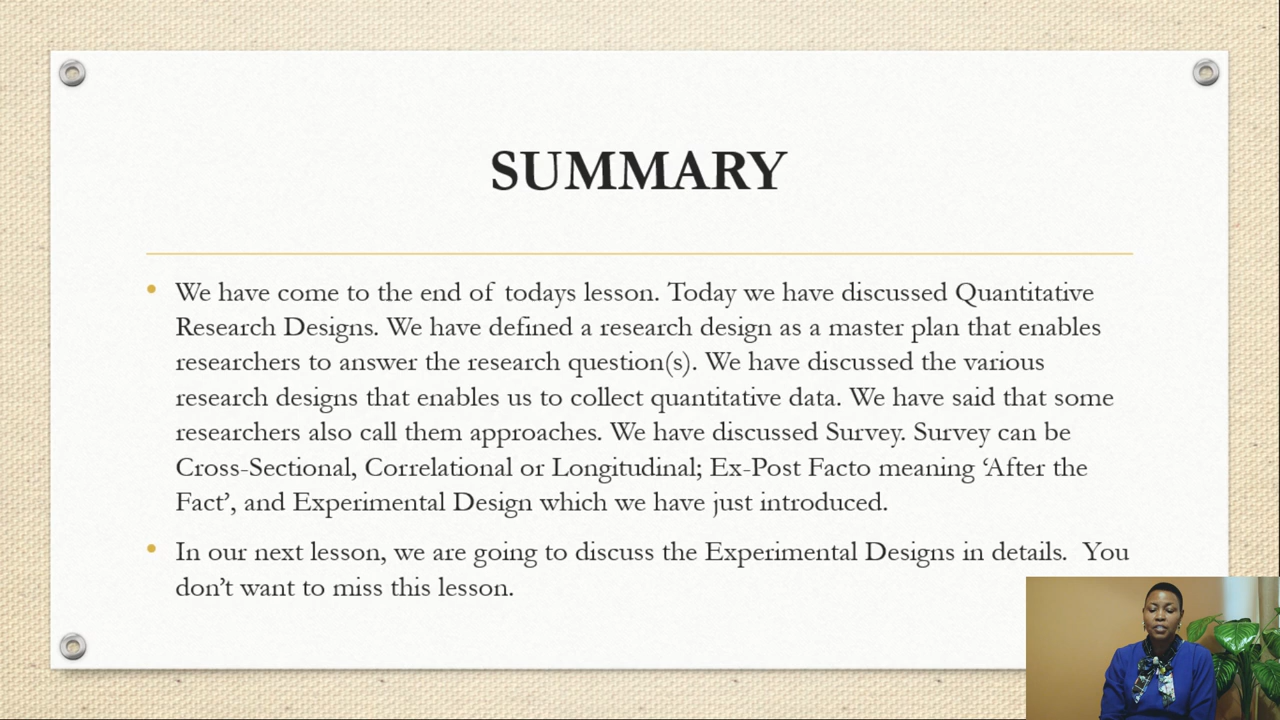 SUMMARY
• We have come to the end of todays lesson. Today we have discussed Quantitative
Research Designs. We have defined a research design as a master plan that enables
researchers to answer the research question(s). We have discussed the various
research designs that enables us to collect quantitative data. We have said that some
researchers also call them approaches. We have discussed Survey. Survey can be
Cross-Sectional, Correlational or Longitudinal; Ex-Post Facto meaning ‘After the
Fact’, and Experimental Design which we have just introduced.
• In our next lesson, we are going to discuss the Experimental Designs in details.  You
don’t want to miss this lesson.